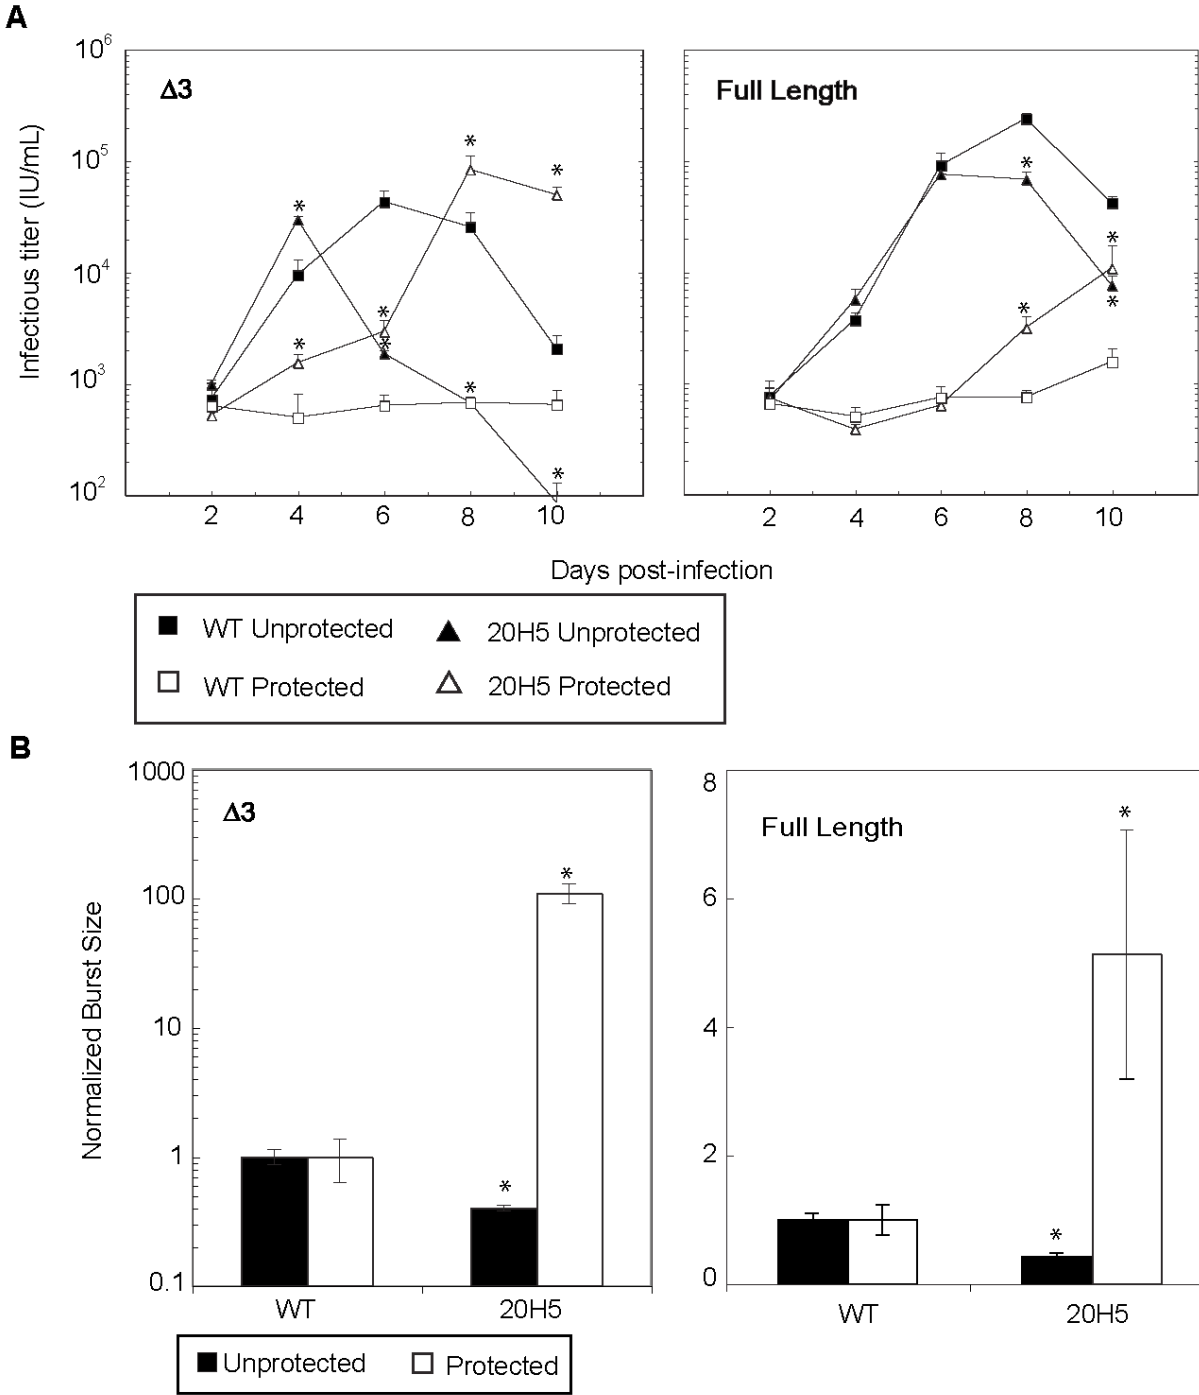 A
Δ3
Full Length
Infectious titer (IU/mL)
10^6
10^5
10^4
10^3
10^2
* * * * * * * * *
* * * *
2 4 6 8 10
2 4 6 8 10
Days post-infection
WT Unprotected
20H5 Unprotected
WT Protected
20H5 Protected
B
Δ3
Full Length
Normalized Burst Size
1000
100
10
1
0.1
* *
WT
20H5
8
6
4
2
0
* *
WT
20H5
Unprotected
Protected